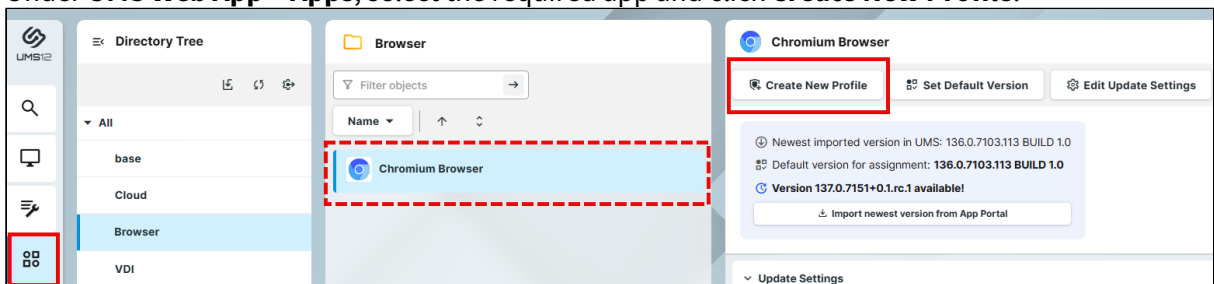 Under UMS Web App > Apps, select the required app and click Create New Profile.
UMS12
Directory Tree
All
base
Cloud
Browser
VDI
Browser
Filter objects
Name
Chromium Browser
Chromium Browser
Create New Profile
Set Default Version
Edit Update Settings
Newest imported version in UMS: 136.0.7103.113 BUILD 1.0
Default version for assignment: 136.0.7103.113 BUILD 1.0
Version 137.0.7151+0.1.rc.1 available!
Import newest version from App Portal
Update Settings